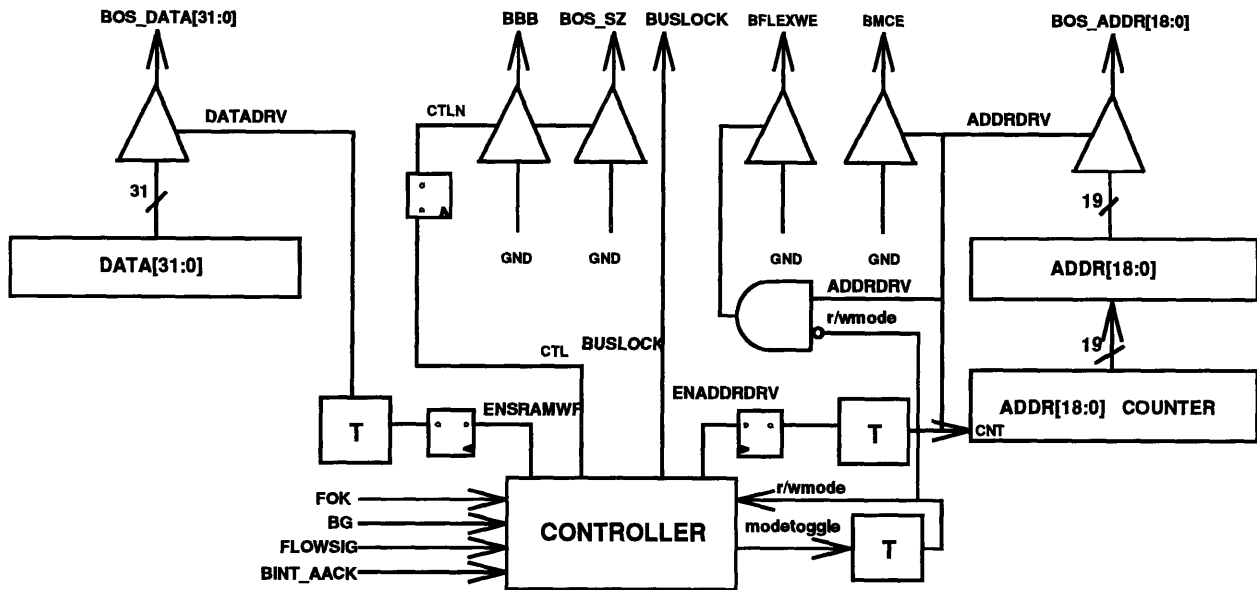 BOS_DATA[31:0]
BBB
BOS_SZ
BUSLOCK
BFLEXWE
BMCE
BOS_ADDR[18:0]
DATADRV
CTLN
ADDRDRV
31
19
GND
GND
GND
GND
DATA[31:0]
ADDR[18:0]
ADDRDRV
r/wmode
CTL
BUSLOCK
19
ENSRAMWF
ENADDRDRV
ADDR[18:0] COUNTER
T
T
CNT
FOK
r/wmode
BG
CONTROLLER
modetoggle
T
FLOWSIG
BINT_AACK